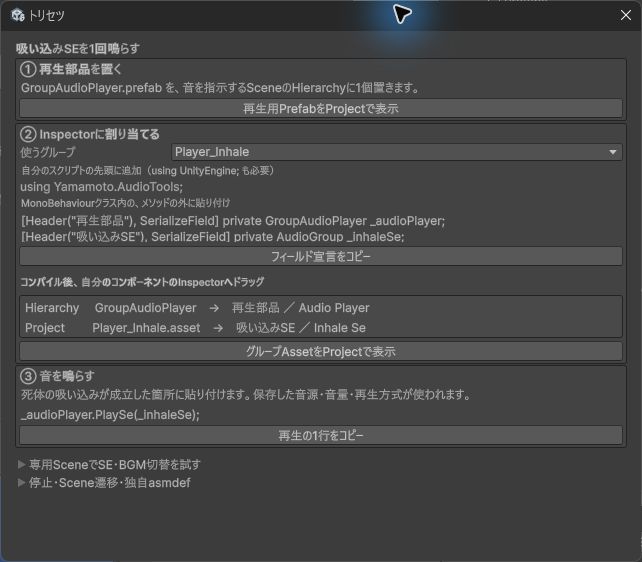 トリセツ
吸い込みSEを1回鳴らす
① 再生部品を置く
GroupAudioPlayer.prefab を、音を指示するSceneのHierarchyに1個置きます。
再生用PrefabをProjectで表示
② Inspectorに割り当てる
使うグループ Player_Inhale
自分のスクリプトの先頭に追加（using UnityEngine; も必要）
using Yamamoto.AudioTools;
MonoBehaviourクラス内の、メソッドの外に貼り付け
[Header("再生部品"), SerializeField] private GroupAudioPlayer _audioPlayer;
[Header("吸い込みSE"), SerializeField] private AudioGroup _inhaleSe;
フィールド宣言をコピー
コンパイル後、自分のコンポーネントのInspectorへドラッグ
Hierarchy GroupAudioPlayer → 再生部品 ／ Audio Player
Project Player_Inhale.asset → 吸い込みSE ／ Inhale Se
グループAssetをProjectで表示
③ 音を鳴らす
死体の吸い込みが成立した箇所に貼り付けます。保存した音源・音量・再生方式が使われます。
_audioPlayer.PlaySe(_inhaleSe);
再生の1行をコピー
▶ 専用SceneでSE・BGM切替を試す
▶ 停止・Scene遷移・独自asmdef